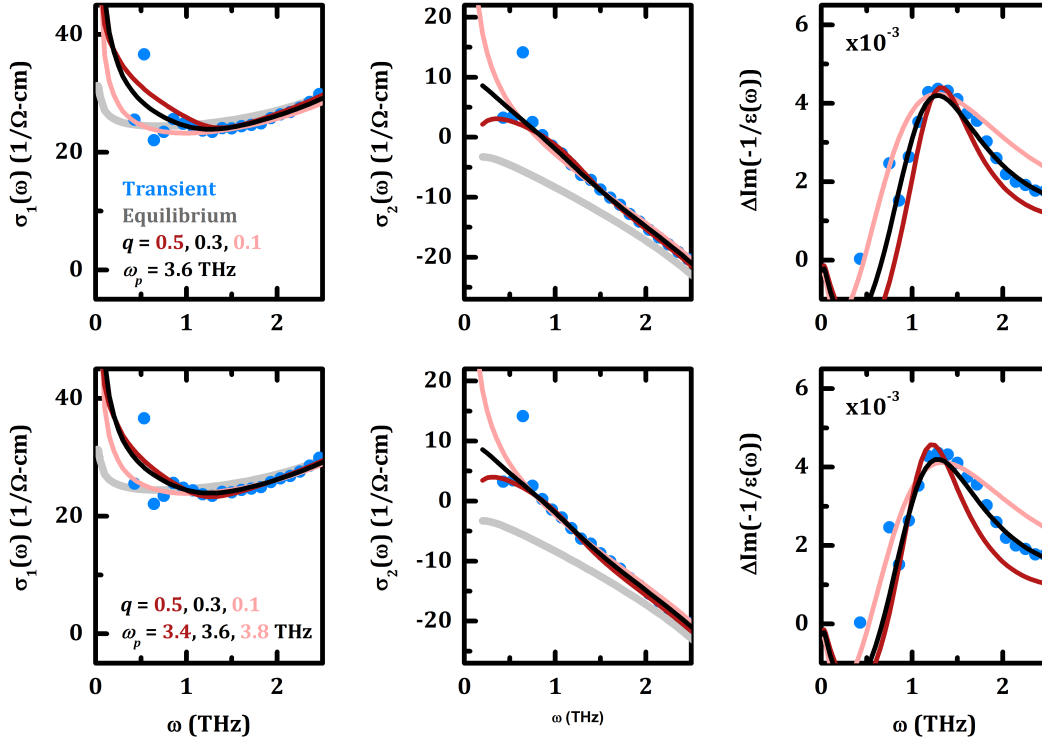 40
20
0
σ1(ω) (1/Ω-cm)
Transient
Equilibrium
q = 0.5, 0.3, 0.1
ωp = 3.6 THz
0 1 2
20
10
0
-10
-20
σ2(ω) (1/Ω-cm)
0 1 2
x10-3
6
4
2
0
ΔIm(-1/ε(ω))
0 1 2
40
20
0
σ1(ω) (1/Ω-cm)
q = 0.5, 0.3, 0.1
ωp = 3.4, 3.6, 3.8 THz
0 1 2
ω (THz)
20
10
0
-10
-20
σ2(ω) (1/Ω-cm)
0 1 2
ω (THz)
x10-3
6
4
2
0
ΔIm(-1/ε(ω))
0 1 2
ω (THz)